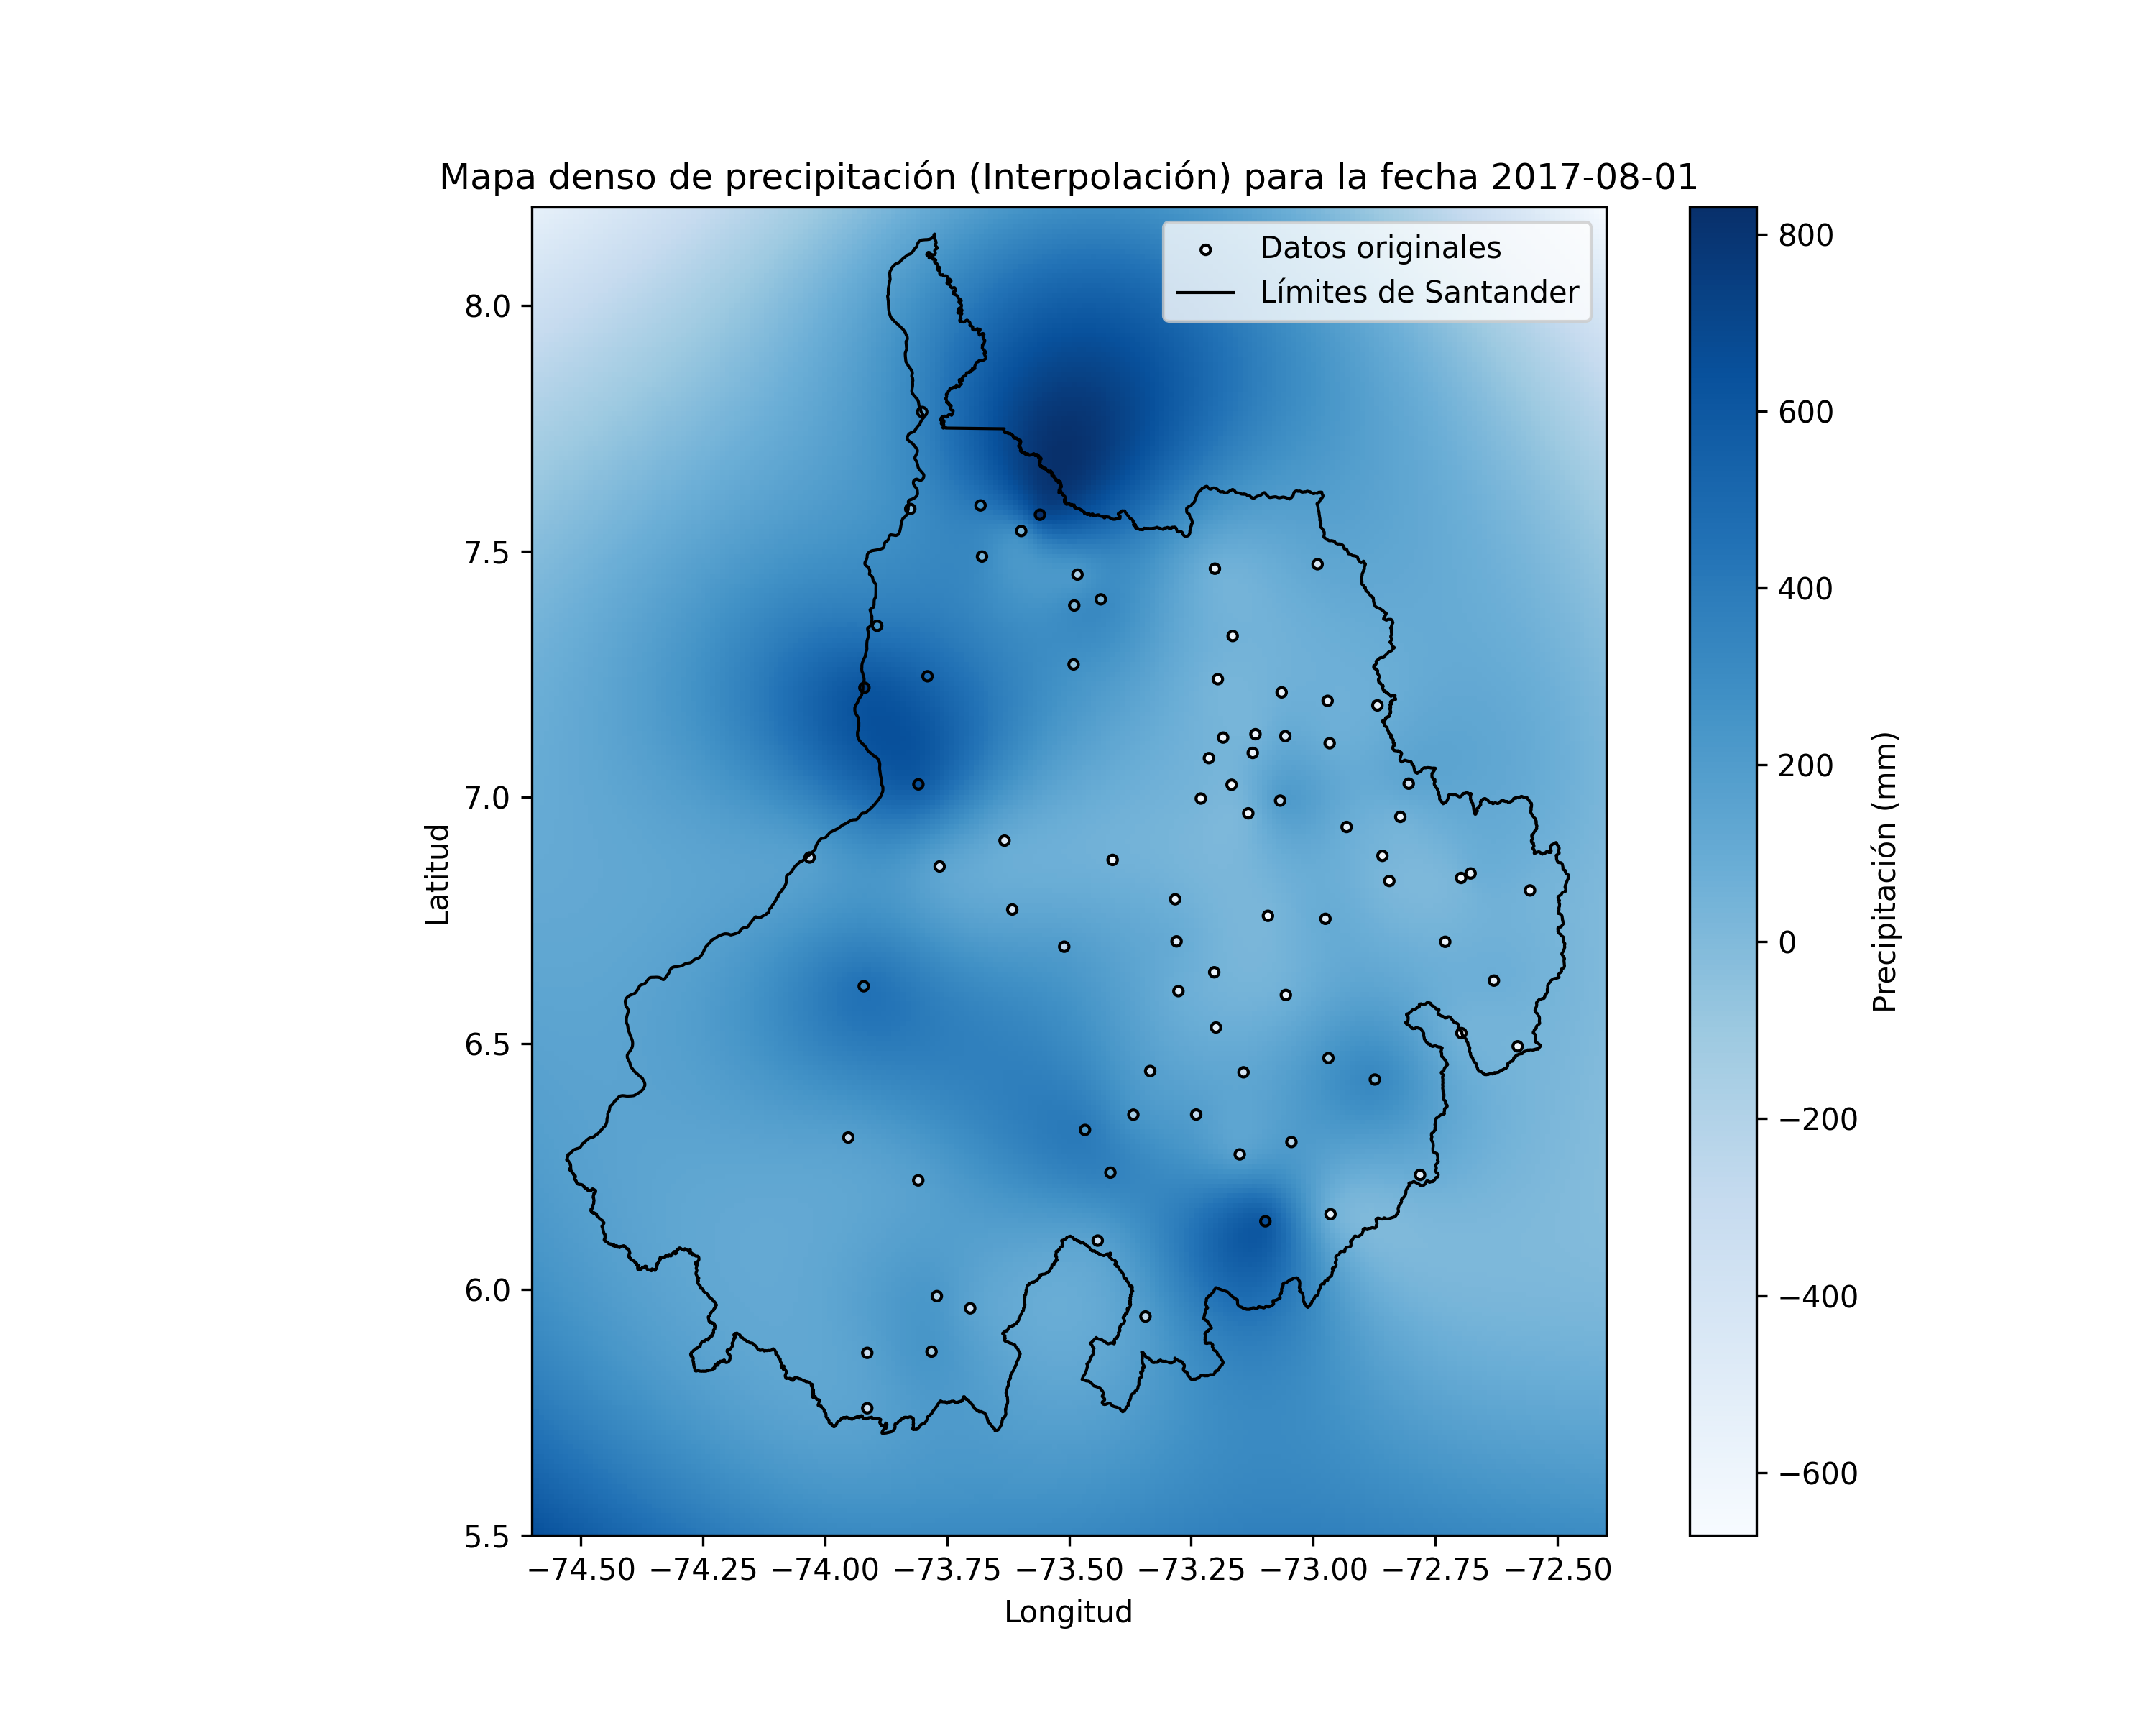 Mapa denso de precipitación (Interpolación) para la fecha 2017-08-01
Datos originales
Límites de Santander
8.0
7.5
7.0
6.5
6.0
5.5
Latitud
−74.50 −74.25 −74.00 −73.75 −73.50 −73.25 −73.00 −72.75 −72.50
Longitud
800
600
400
200
0
−200
−400
−600
Precipitación (mm)